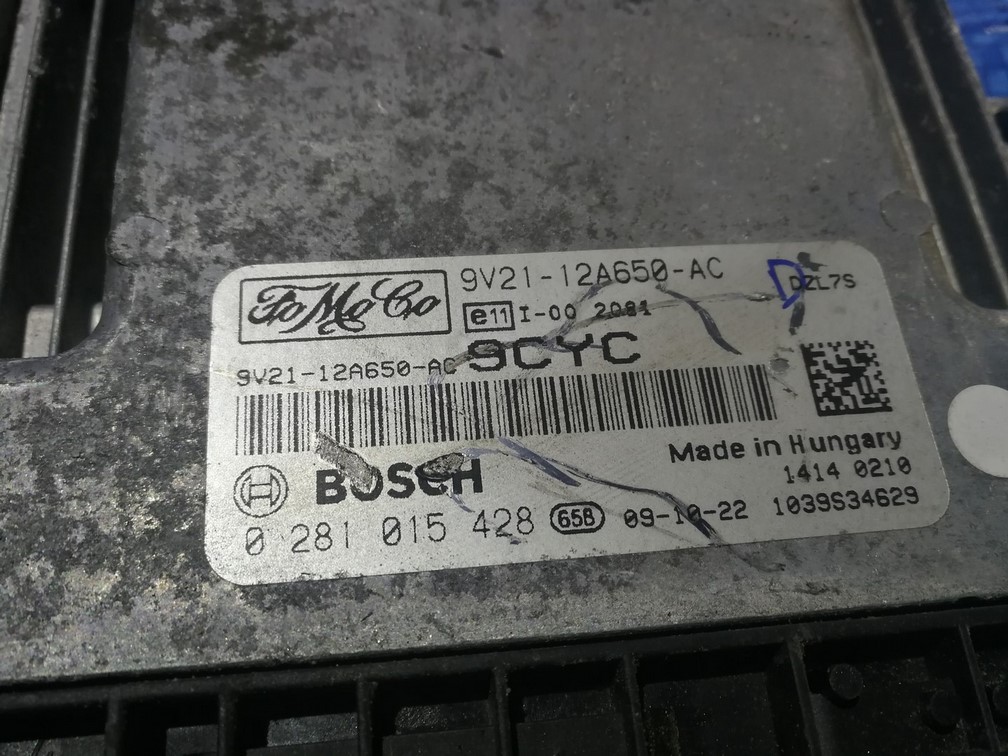 FoMoCo
9V21-12A650-AC
DZL7S
e11 I-00 2081
9CYC
9V21-12A650-AC
Made in Hungary
1414 0210
BOSCH
0 281 015 428 65B 09-10-22 1039S34629